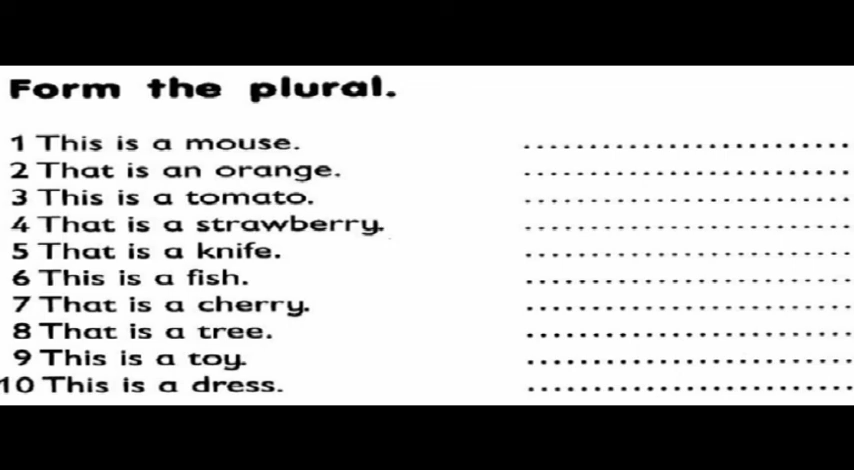 Form the plural.
1 This is a mouse. ..............................
2 That is an orange. ..............................
3 This is a tomato. ..............................
4 That is a strawberry. ..............................
5 That is a knife. ..............................
6 This is a fish. ..............................
7 That is a cherry. ..............................
8 That is a tree. ..............................
9 This is a toy. ..............................
10 This is a dress. ..............................